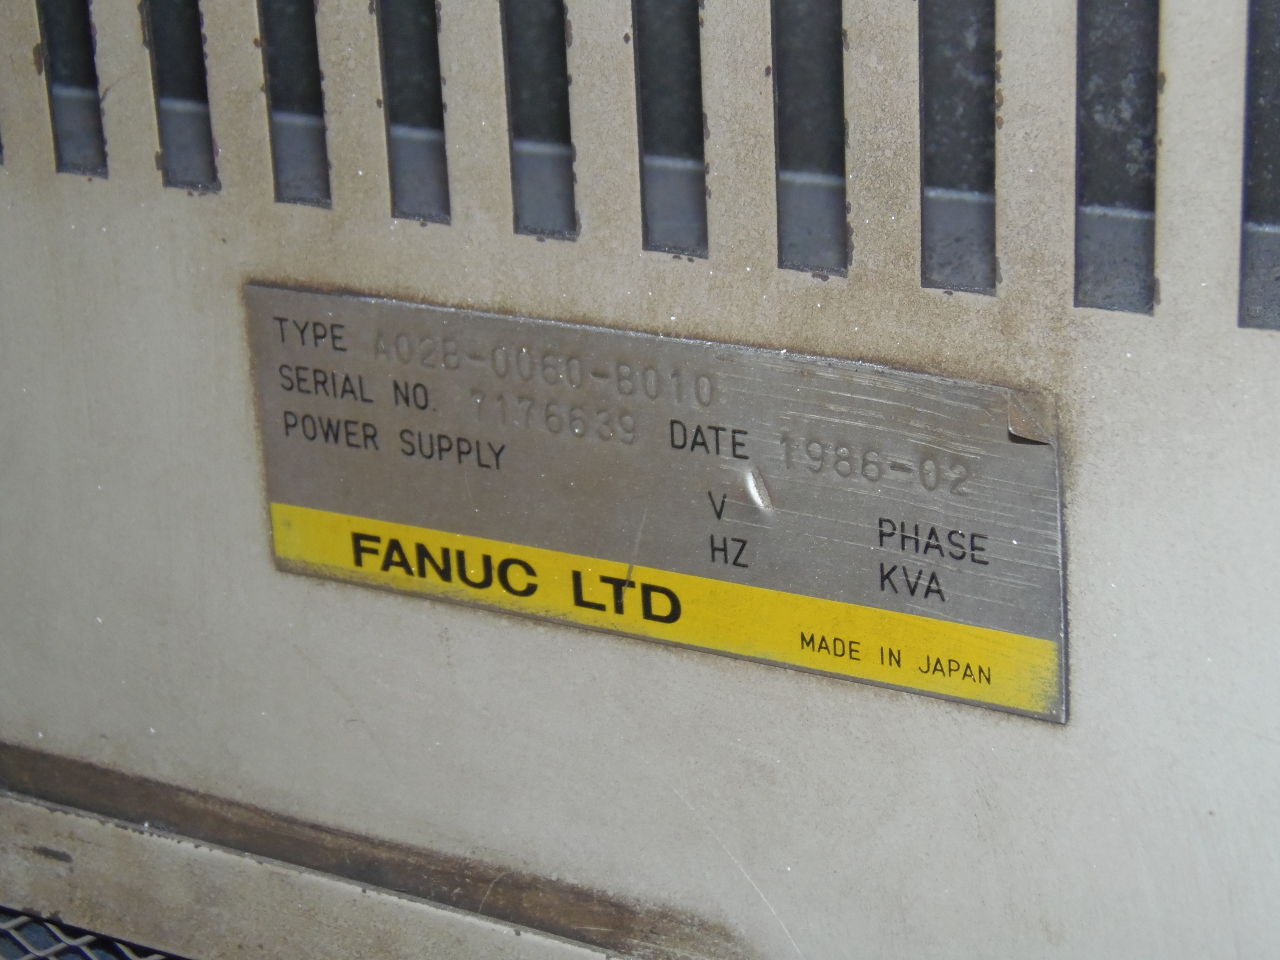 TYPE A02B-0060-B010
SERIAL NO. 7176639 DATE 1986-02
POWER SUPPLY
V PHASE
HZ KVA
FANUC LTD
MADE IN JAPAN